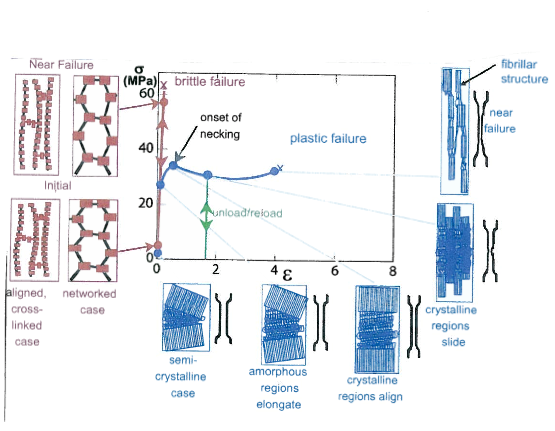 Near Failure
σ
(MPa)
x brittle failure
fibrillar
structure
60
onset of
necking
plastic failure
near
failure
40
x
Initial
20
unload/reload
0
0
2
4
ε
6
8
aligned,
cross-
linked
case
networked
case
semi-
crystalline
case
amorphous
regions
elongate
crystalline
regions align
crystalline
regions
slide